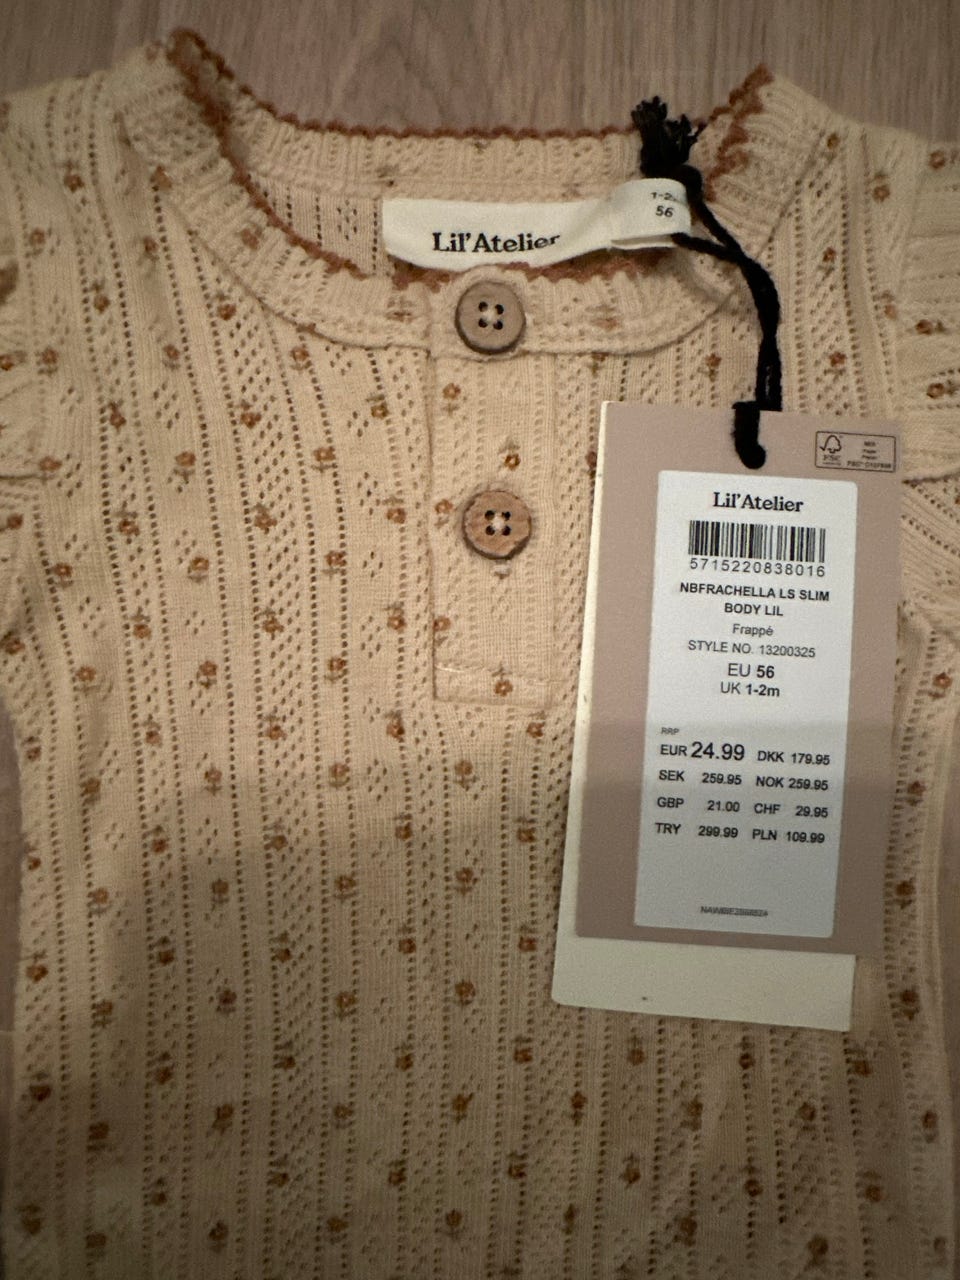 Lil'Atelier
56
FSC
Lil'Atelier
5715220838016
NBFRACHELLA LS SLIM
BODY LIL
Frappé
STYLE NO. 13200325
EU 56
UK 1-2m
RRP
EUR 24.99 DKK 179.95
SEK 259.95 NOK 259.95
GBP 21.00 CHF 29.95
TRY 299.99 PLN 109.99